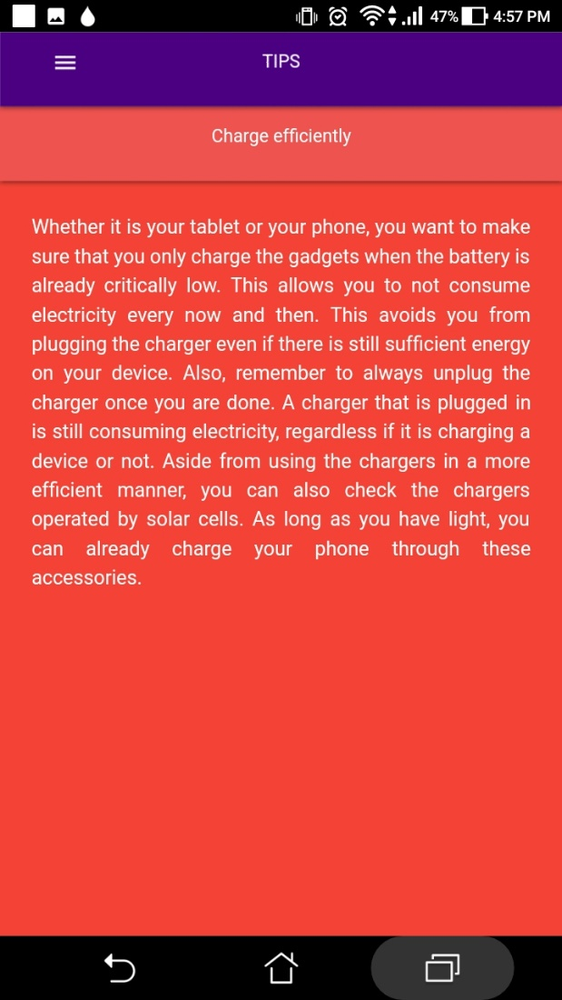 47% 4:57 PM
TIPS
Charge efficiently
Whether it is your tablet or your phone, you want to make
sure that you only charge the gadgets when the battery is
already critically low. This allows you to not consume
electricity every now and then. This avoids you from
plugging the charger even if there is still sufficient energy
on your device. Also, remember to always unplug the
charger once you are done. A charger that is plugged in
is still consuming electricity, regardless if it is charging a
device or not. Aside from using the chargers in a more
efficient manner, you can also check the chargers
operated by solar cells. As long as you have light, you
can already charge your phone through these
accessories.